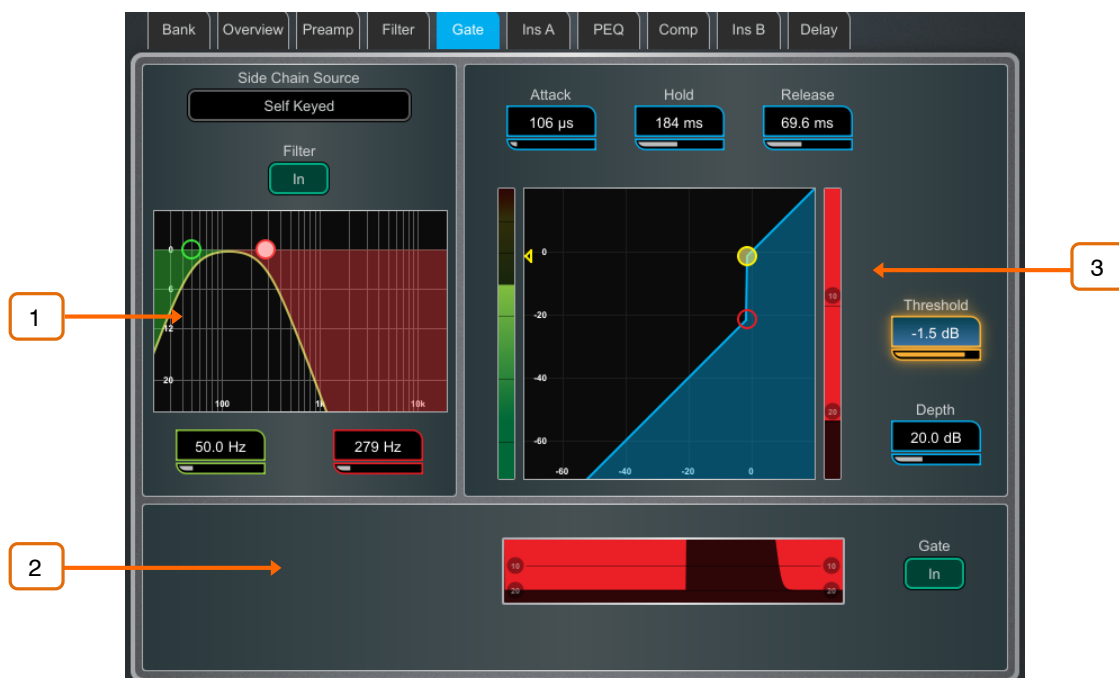 Bank Overview Preamp Filter Gate Ins A PEQ Comp Ins B Delay
Side Chain Source
Self Keyed
Filter
In
0
6
12
20
100 1k 10k
50.0 Hz 279 Hz
Attack Hold Release
106 µs 184 ms 69.6 ms
0
-20
-40
-60
-60 -40 -20 0
10
20
Threshold
-1.5 dB
Depth
20.0 dB
10 10
20 20
Gate
In
1
2
3